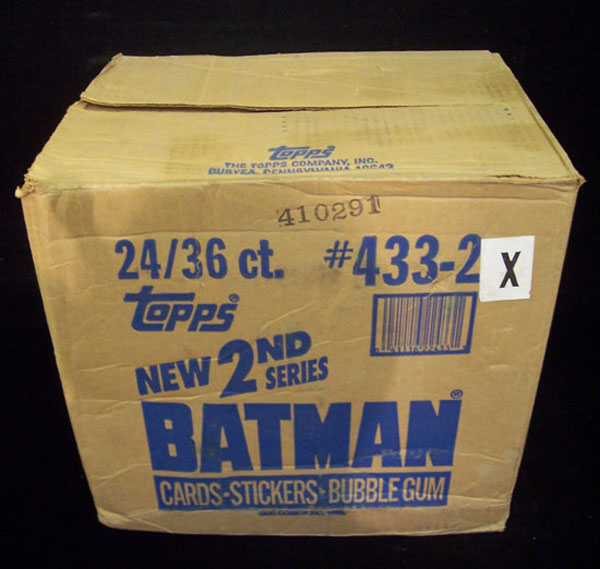 Topps
THE TOPPS COMPANY, INC.
DURYEA, PENNSYLVANIA 18642
410291
24/36 ct. #433-2 X
Topps®
NEW 2ND SERIES
BATMAN®
CARDS-STICKERS-BUBBLE GUM